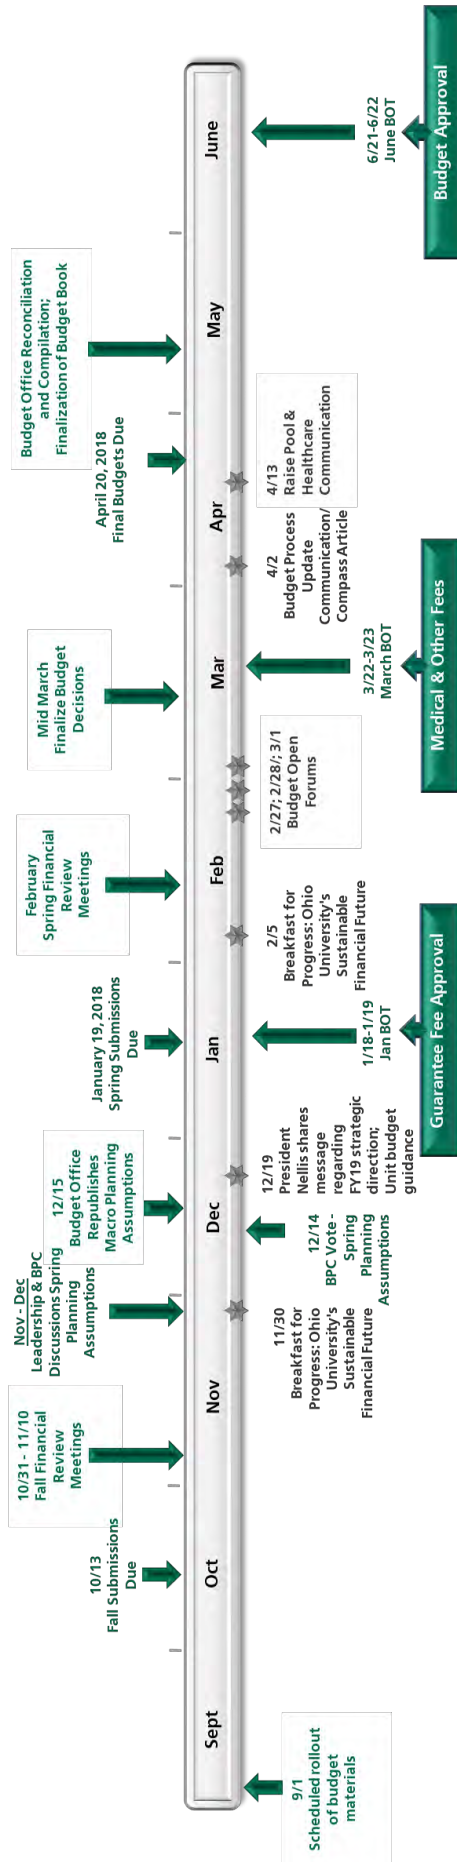 Nov - Dec
Leadership & BPC
Discussions Spring
Planning
Assumptions
10/31 - 11/10
Fall Financial
Review
Meetings
10/13
Fall Submissions
Due
12/15
Budget Office
Republishes
Macro Planning
Assumptions
January 19, 2018
Spring Submissions
Due
February
Spring Financial
Review
Meetings
Mid March
Finalize Budget
Decisions
April 20, 2018
Final Budgets Due
Budget Office Reconciliation
and Compilation;
Finalization of Budget Book
Sept
Oct
Nov
Dec
Jan
Feb
Mar
Apr
May
June
9/1
Scheduled rollout
of budget
materials
11/30
Breakfast for
Progress: Ohio
University's
Sustainable
Financial Future
12/14
BPC Vote -
Spring
Planning
Assumptions
12/19
President
Nellis shares
message
regarding
FY19 strategic
direction;
Unit budget
guidance
1/18-1/19
Jan BOT
2/5
Breakfast for
Progress: Ohio
University's
Sustainable
Financial Future
2/27; 2/28/; 3/1
Budget Open
Forums
3/22-3/23
March BOT
4/2
Budget Process
Update
Communication/
Compass Article
4/13
Raise Pool &
Healthcare
Communication
6/21-6/22
June BOT
Guarantee Fee Approval
Medical & Other Fees
Budget Approval